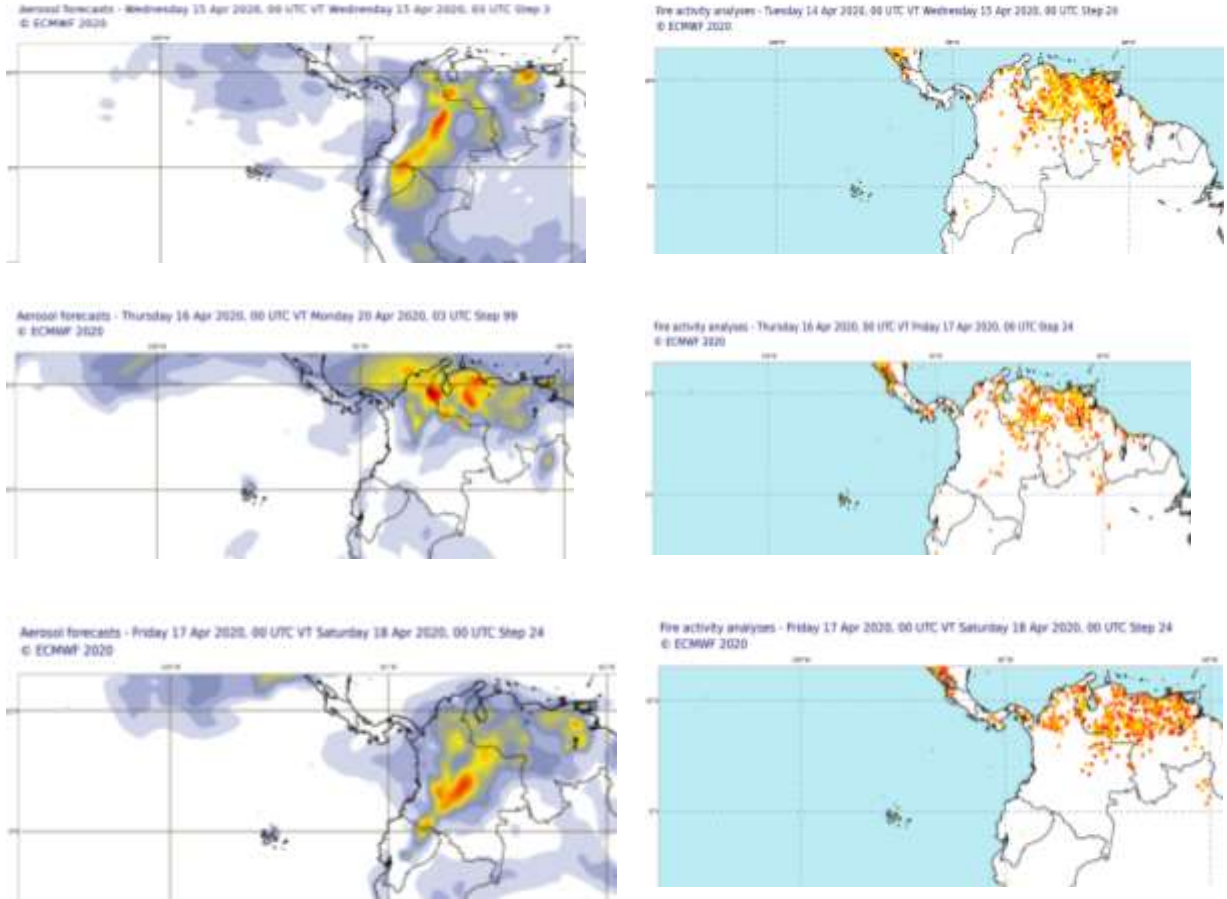 Aerosol forecasts - Wednesday 15 Apr 2020, 00 UTC VT Wednesday 15 Apr 2020, 03 UTC Step 3
© ECMWF 2020
Fire activity analyses - Tuesday 14 Apr 2020, 00 UTC VT Wednesday 15 Apr 2020, 00 UTC Step 24
© ECMWF 2020
Aerosol forecasts - Thursday 16 Apr 2020, 00 UTC VT Monday 20 Apr 2020, 03 UTC Step 99
© ECMWF 2020
Fire activity analyses - Thursday 16 Apr 2020, 00 UTC VT Friday 17 Apr 2020, 00 UTC Step 24
© ECMWF 2020
Aerosol forecasts - Friday 17 Apr 2020, 00 UTC VT Saturday 18 Apr 2020, 00 UTC Step 24
© ECMWF 2020
Fire activity analyses - Friday 17 Apr 2020, 00 UTC VT Saturday 18 Apr 2020, 00 UTC Step 24
© ECMWF 2020